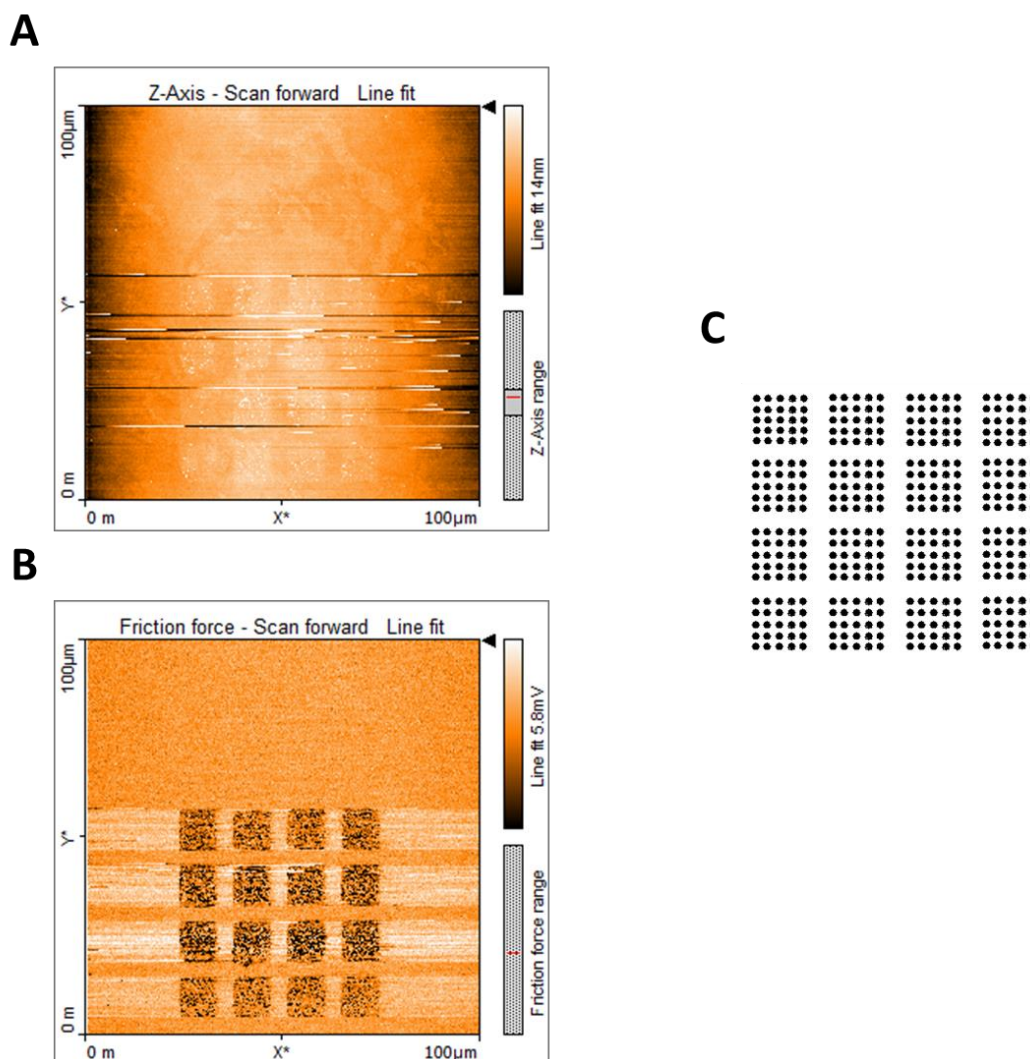 A
Z-Axis - Scan forward Line fit
100µm
Y*
0 m
0 m
X*
100µm
Line fit 14nm
Z-Axis range
C
B
Friction force - Scan forward Line fit
100µm
Y*
0 m
0 m
X*
100µm
Line fit 5.8mV
Friction force range